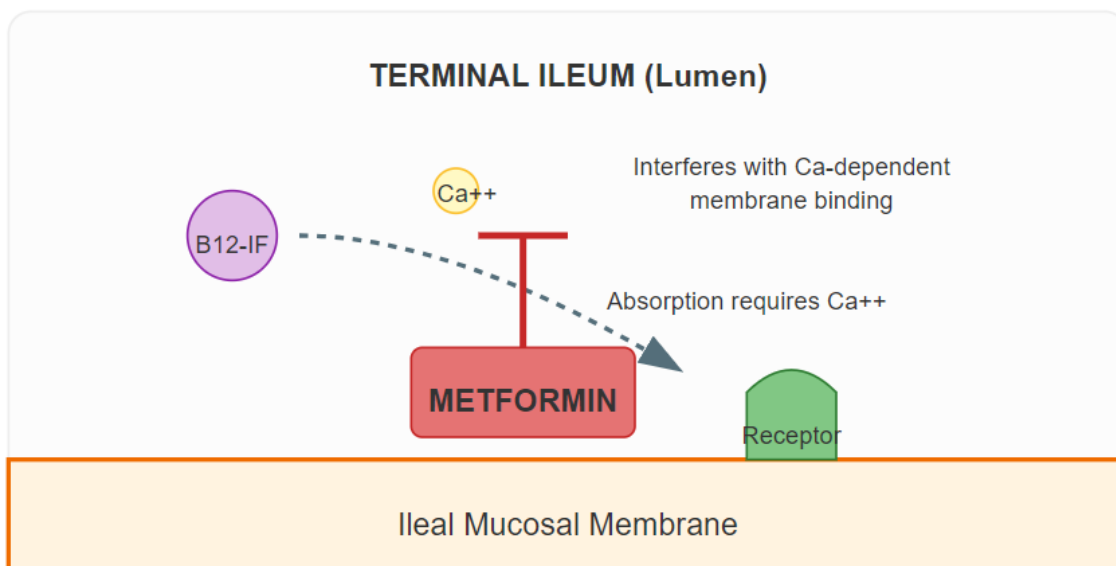 TERMINAL ILEUM (Lumen)
Interferes with Ca-dependent
membrane binding
Ca++
B12-IF
Absorption requires Ca++
METFORMIN
Receptor
Ileal Mucosal Membrane